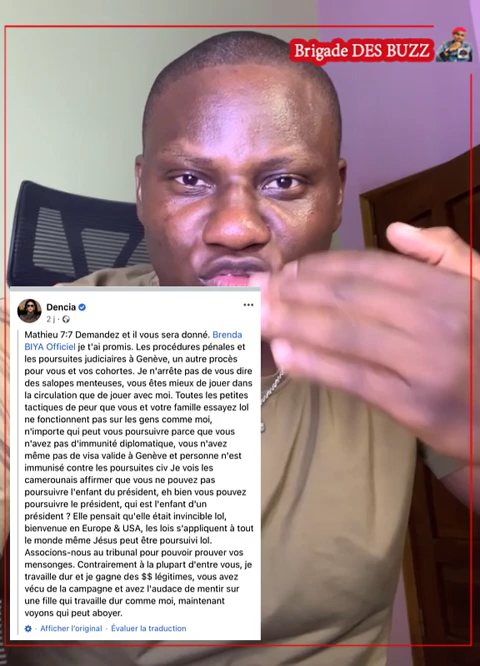 Brigade DES BUZZ
Dencia
2 j ·
Mathieu 7:7 Demandez et il vous sera donné. Brenda
BIYA Officiel je t'ai promis. Les procédures pénales et
les poursuites judiciaires à Genève, un autre procès
pour vous et vos cohortes. Je n'arrête pas de vous dire
des salopes menteuses, vous êtes mieux de jouer dans
la circulation que de jouer avec moi. Toutes les petites
tactiques de peur que vous et votre famille essayez lol
ne fonctionnent pas sur les gens comme moi,
n'importe qui peut vous poursuivre parce que vous
n'avez pas d'immunité diplomatique, vous n'avez
même pas de visa valide à Genève et personne n'est
immunisé contre les poursuites civ Je vois les
camerounais affirmer que vous ne pouvez pas
poursuivre l'enfant du président, eh bien vous pouvez
poursuivre le président, qui est l'enfant d'un
président ? Elle pensait qu'elle était invincible lol,
bienvenue en Europe & USA, les lois s'appliquent à tout
le monde même Jésus peut être poursuivi lol.
Associons-nous au tribunal pour pouvoir prouver vos
mensonges. Contrairement à la plupart d'entre vous, je
travaille dur et je gagne des $$ légitimes, vous avez
vécu de la campagne et avez l'audace de mentir sur
une fille qui travaille dur comme moi, maintenant
voyons qui peut aboyer.
· Afficher l'original · Évaluer la traduction